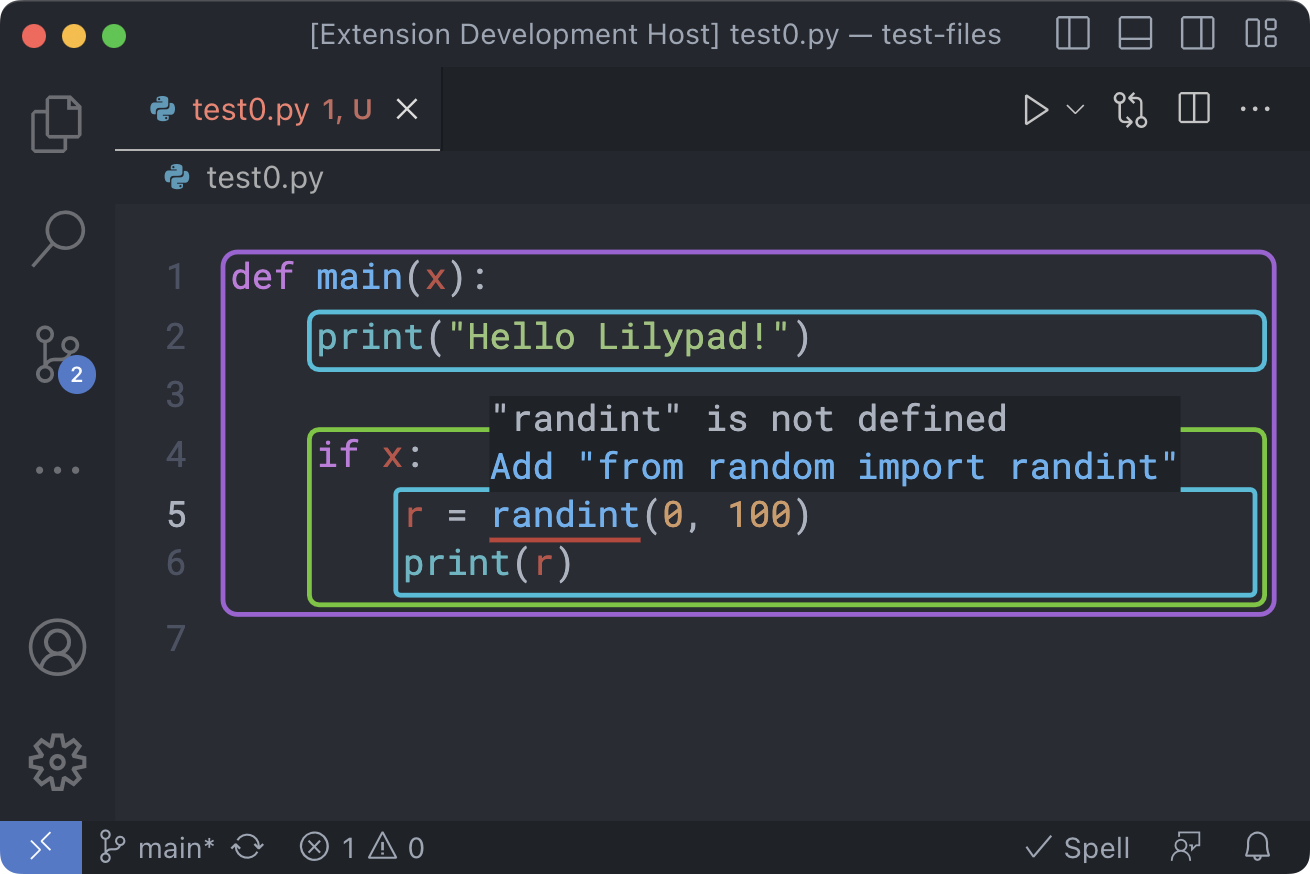 [Extension Development Host] test0.py — test-files
test0.py 1, U
test0.py
1 def main(x):
2 print("Hello Lilypad!")
3
"randint" is not defined
4 if x:
Add "from random import randint"
5 r = randint(0, 100)
6 print(r)
7
2
main* 1 0 Spell